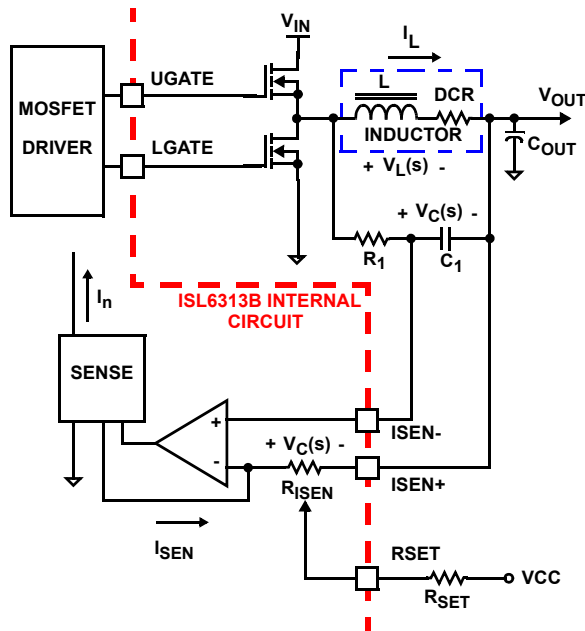 V_IN
I_L
UGATE
L
DCR
V_OUT
MOSFET
DRIVER
INDUCTOR
C_OUT
LGATE
+ V_L(s) -
+ V_C(s) -
R_1
C_1
I_n
ISL6313B INTERNAL
CIRCUIT
SENSE
+
ISEN-
+ V_C(s) -
-
R_ISEN
ISEN+
I_SEN
RSET
VCC
R_SET